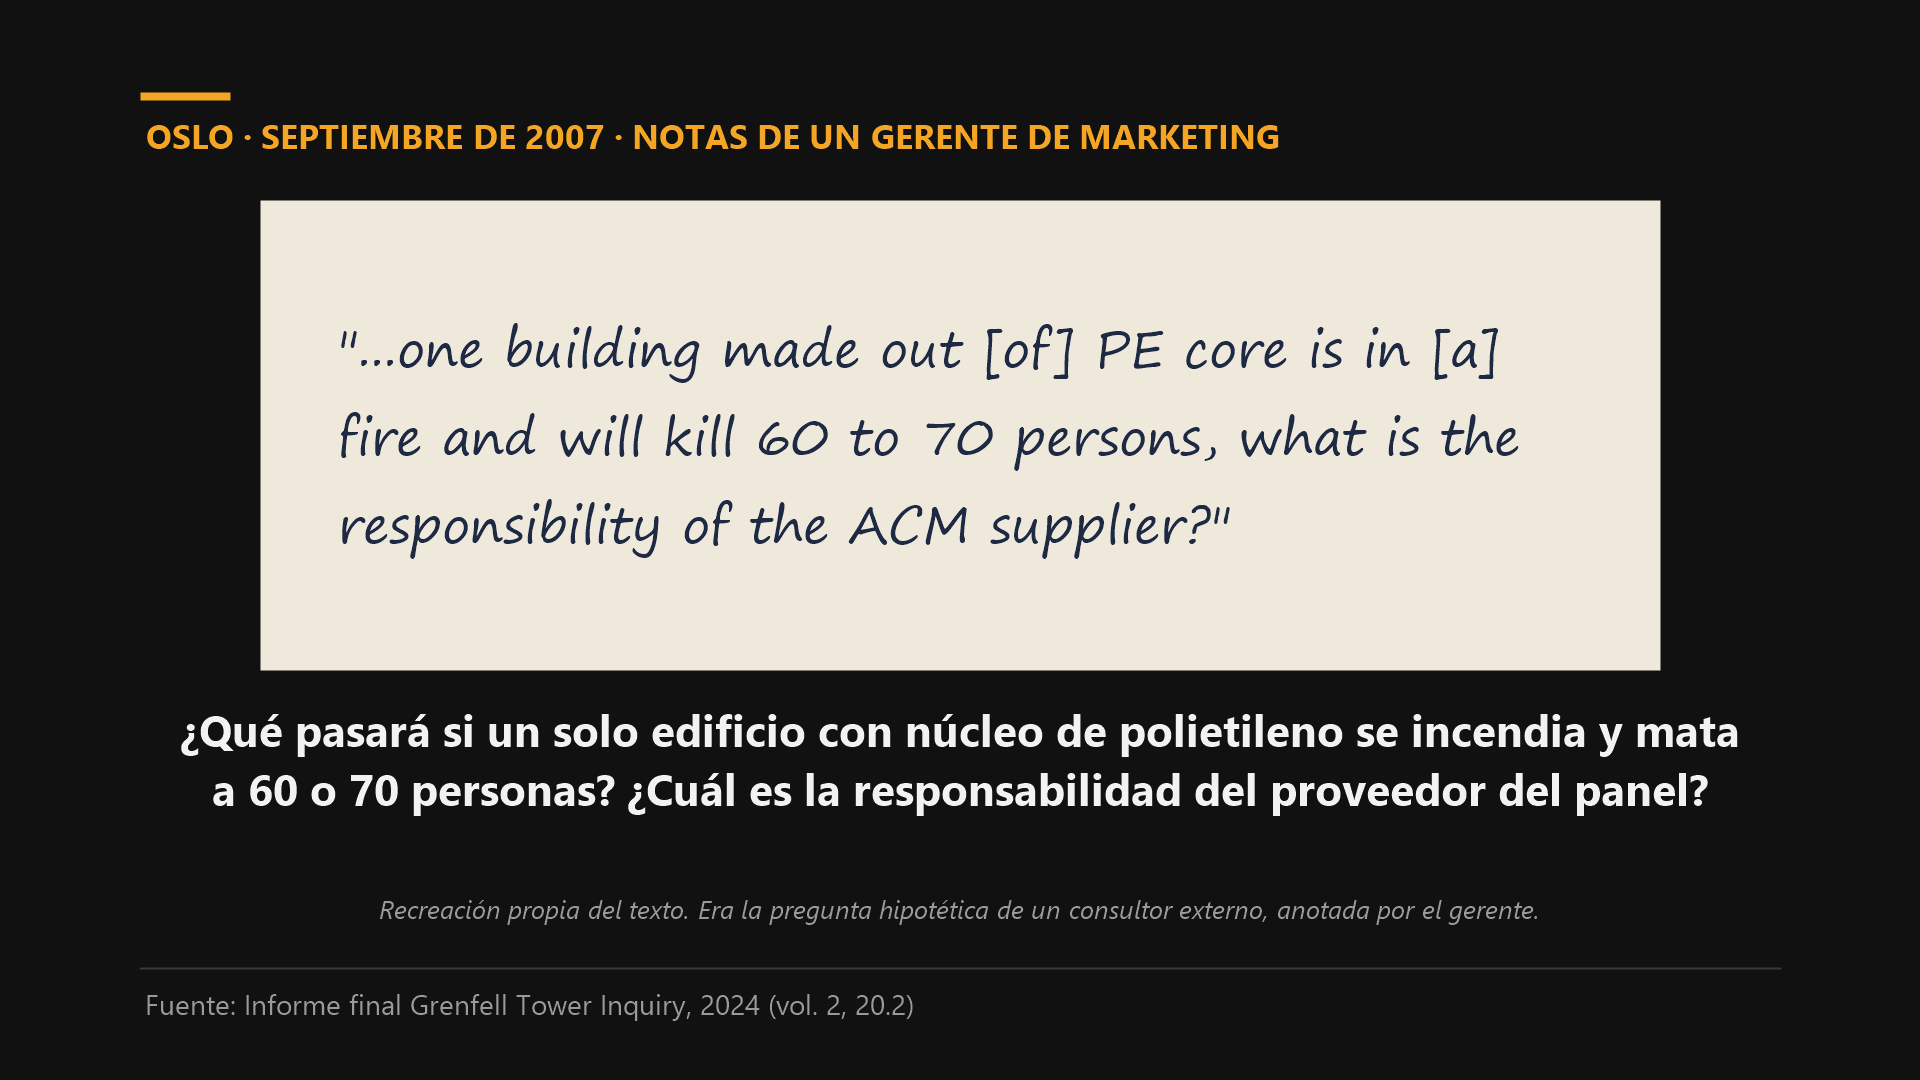 OSLO · SEPTIEMBRE DE 2007 · NOTAS DE UN GERENTE DE MARKETING
"...one building made out [of] PE core is in [a]
fire and will kill 60 to 70 persons, what is the
responsibility of the ACM supplier?"
¿Qué pasará si un solo edificio con núcleo de polietileno se incendia y mata
a 60 o 70 personas? ¿Cuál es la responsabilidad del proveedor del panel?
Recreación propia del texto. Era la pregunta hipotética de un consultor externo, anotada por el gerente.
Fuente: Informe final Grenfell Tower Inquiry, 2024 (vol. 2, 20.2)